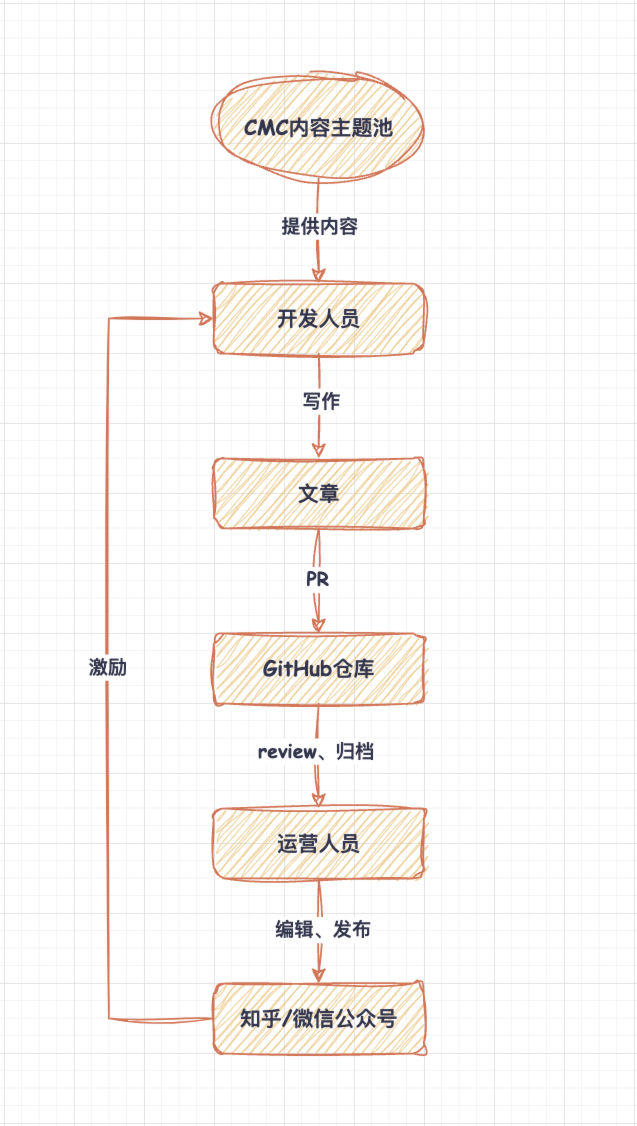 CMC内容主题池
提供内容
开发人员
写作
文章
PR
GitHub仓库
激励
review、归档
运营人员
编辑、发布
知乎/微信公众号